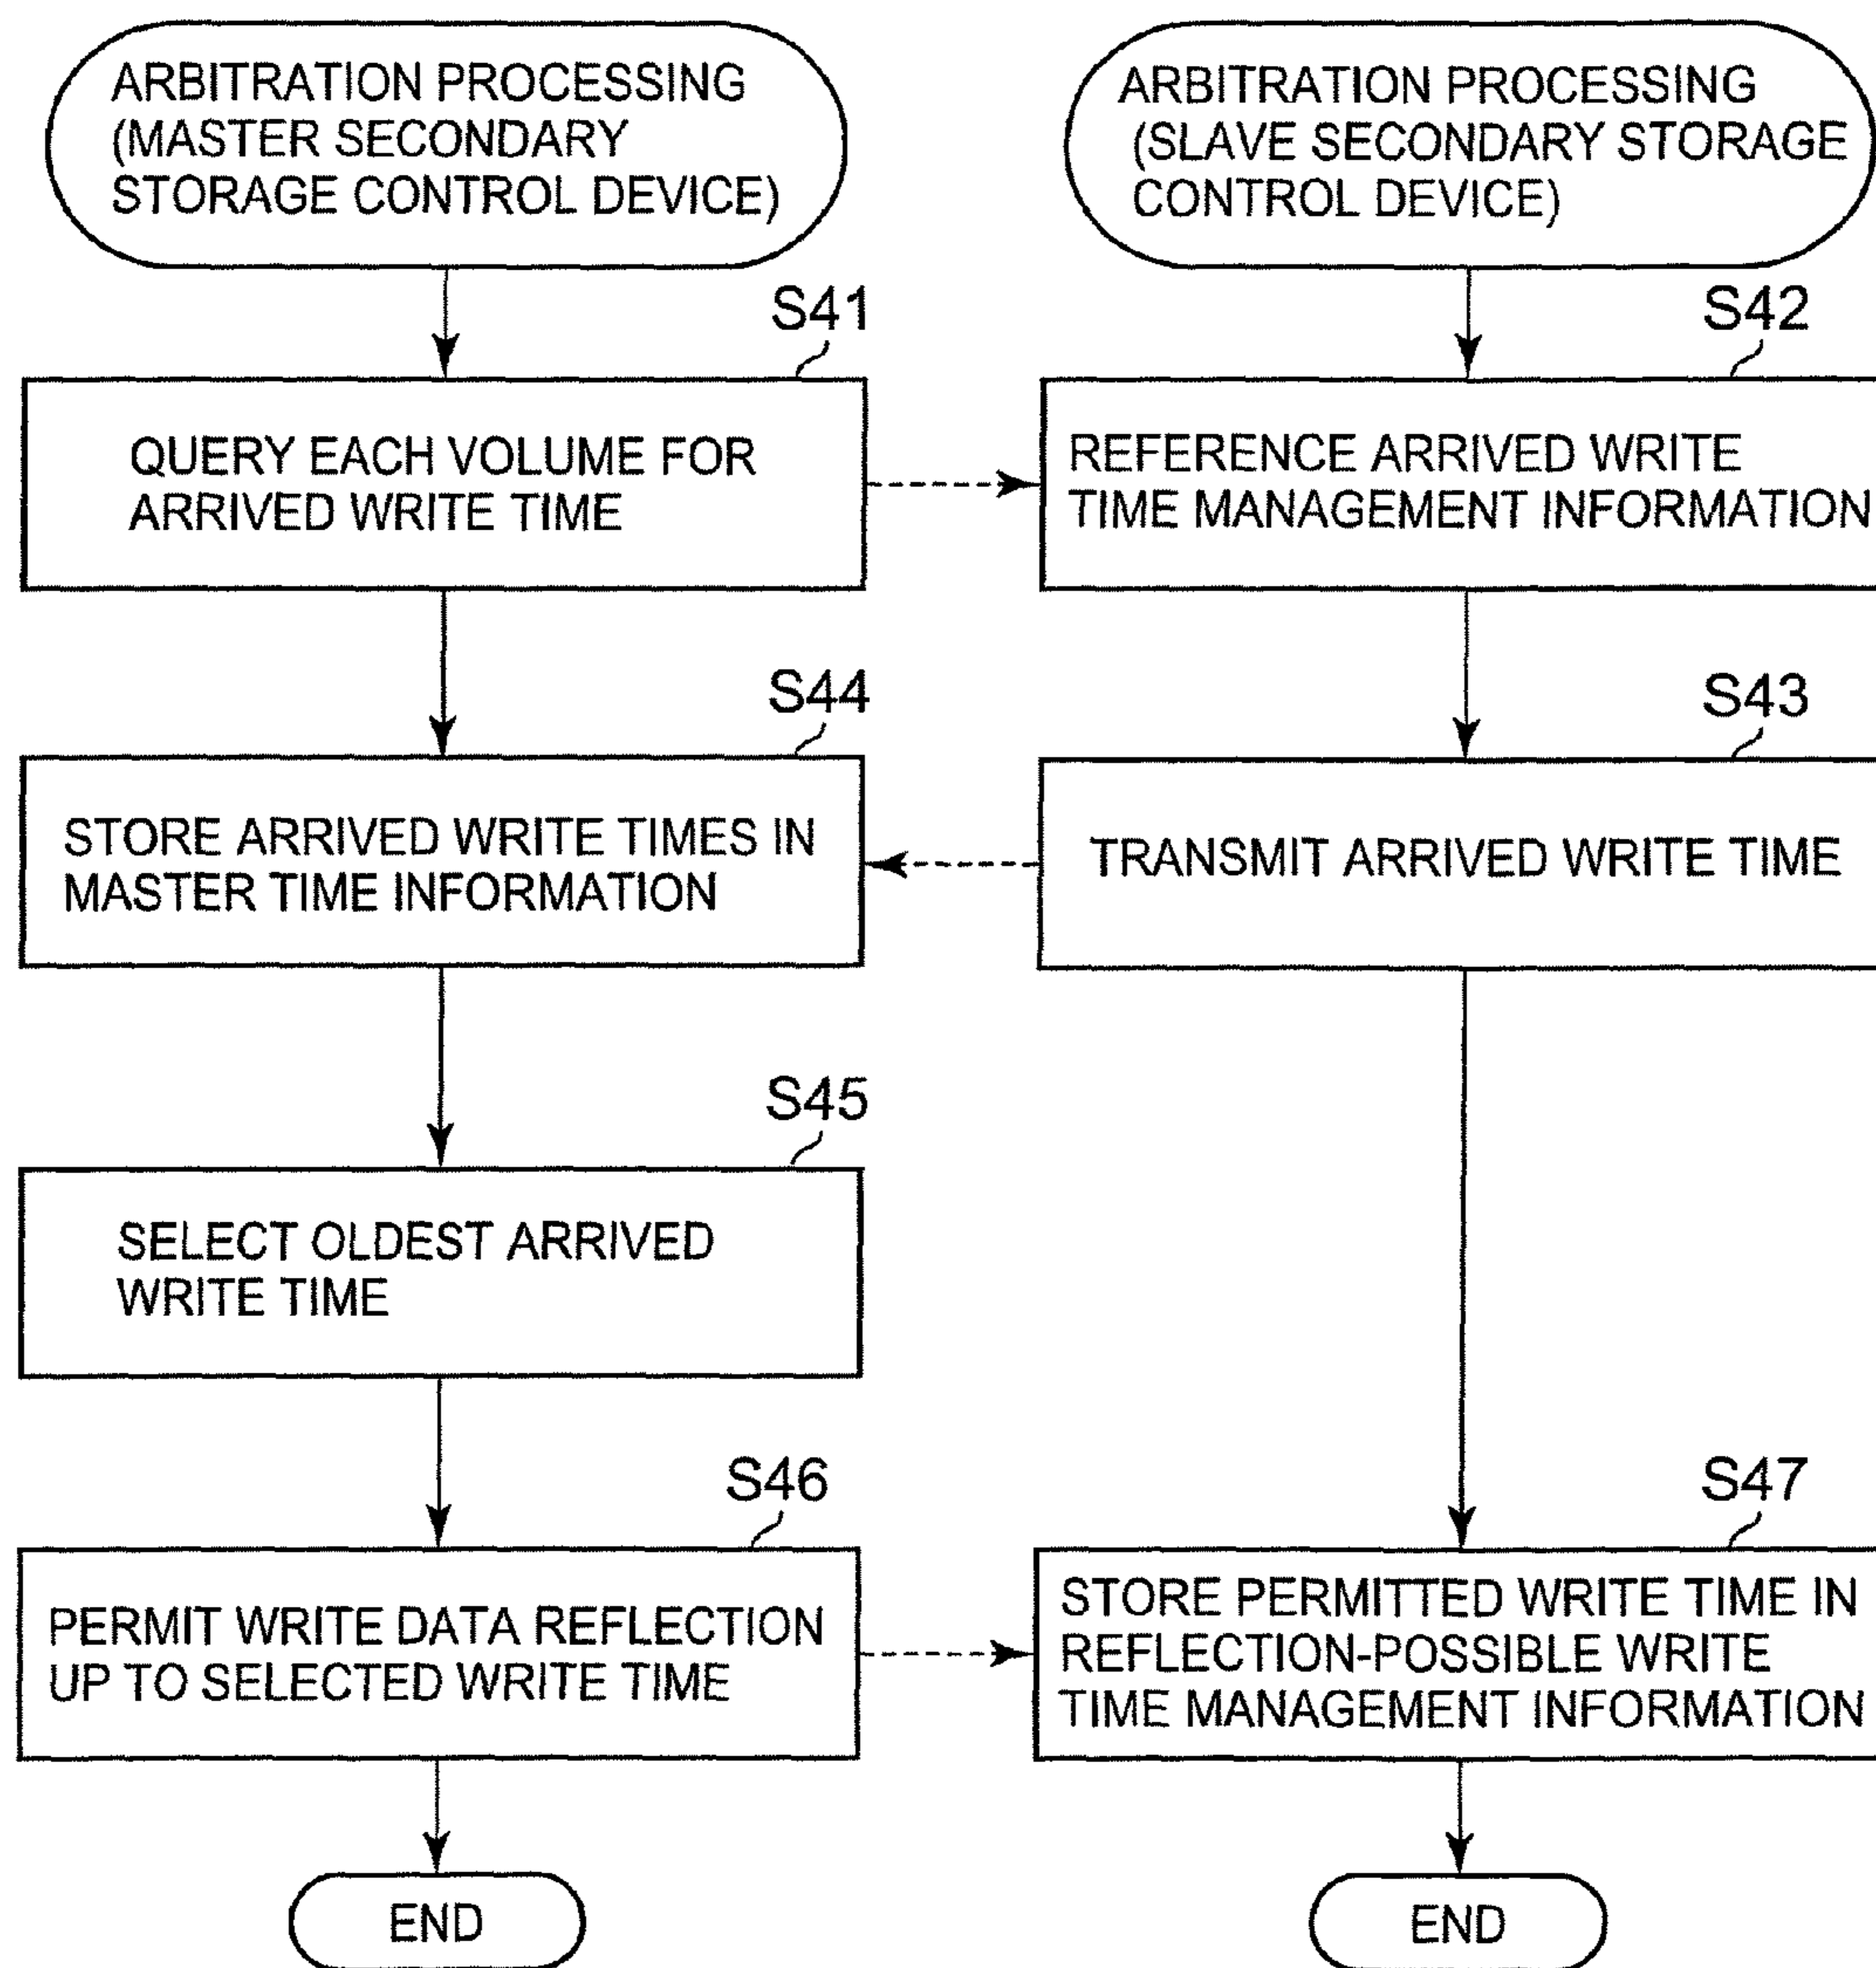 ARBITRATION PROCESSING
(MASTER SECONDARY
STORAGE CONTROL DEVICE)
ARBITRATION PROCESSING
(SLAVE SECONDARY STORAGE
CONTROL DEVICE)
S41
QUERY EACH VOLUME FOR
ARRIVED WRITE TIME
S42
REFERENCE ARRIVED WRITE
TIME MANAGEMENT INFORMATION
S44
STORE ARRIVED WRITE TIMES IN
MASTER TIME INFORMATION
S43
TRANSMIT ARRIVED WRITE TIME
S45
SELECT OLDEST ARRIVED
WRITE TIME
S46
PERMIT WRITE DATA REFLECTION
UP TO SELECTED WRITE TIME
S47
STORE PERMITTED WRITE TIME IN
REFLECTION-POSSIBLE WRITE
TIME MANAGEMENT INFORMATION
END
END